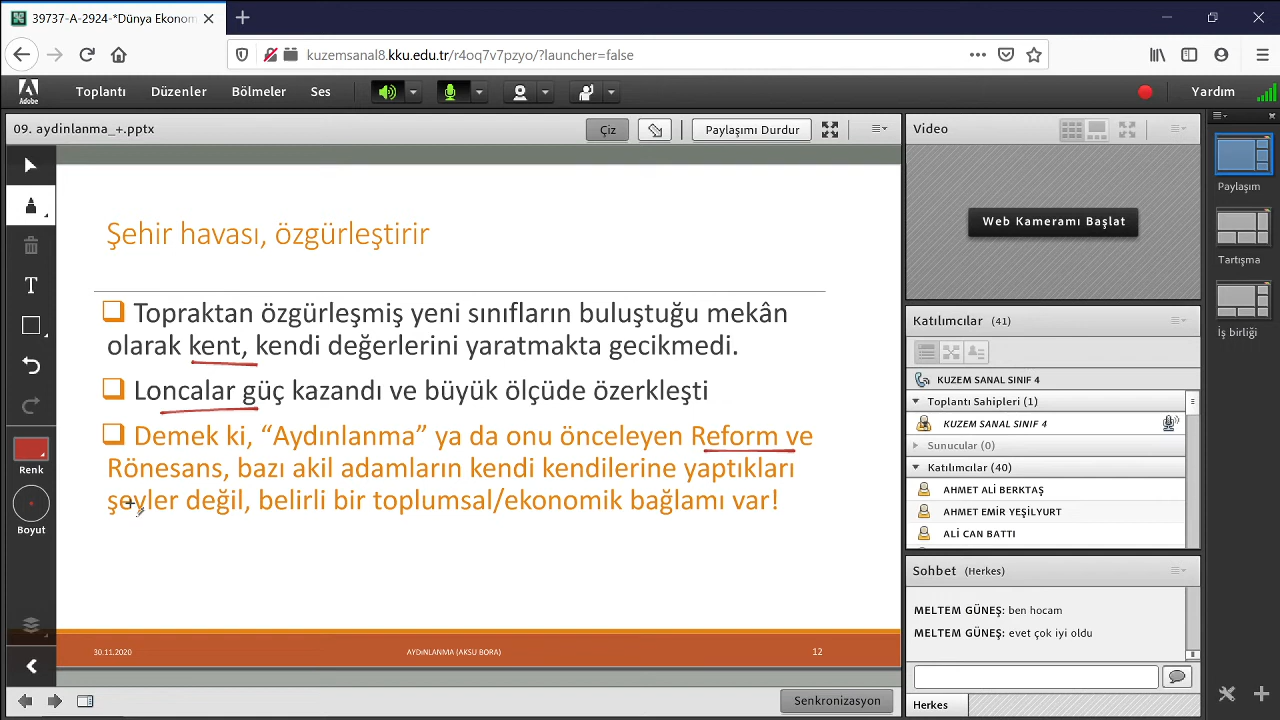 39737-A-2924-*Dünya Ekonom
kuzemsanal8.kku.edu.tr/r4oq7v7pzyo/?launcher=false
Adobe
Toplantı Düzenler Bölmeler Ses
Yardım
09. aydinlanma_+.pptx
Çiz
Paylaşımı Durdur
Şehir havası, özgürleştirir
Topraktan özgürleşmiş yeni sınıfların buluştuğu mekân
olarak kent, kendi değerlerini yaratmakta gecikmedi.
Loncalar güç kazandı ve büyük ölçüde özerkleşti
Demek ki, “Aydınlanma” ya da onu önceleyen Reform ve
Rönesans, bazı akil adamların kendi kendilerine yaptıkları
şeyler değil, belirli bir toplumsal/ekonomik bağlamı var!
30.11.2020
AYDıNLANMA (AKSU BORA)
12
T
Renk
Boyut
Senkronizasyon
Video
Web Kameramı Başlat
Katılımcılar (41)
KUZEM SANAL SINIF 4
Toplantı Sahipleri (1)
KUZEM SANAL SINIF 4
Sunucular (0)
Katılımcılar (40)
AHMET ALİ BERKTAŞ
AHMET EMİR YEŞİLYURT
ALİ CAN BATTI
Sohbet (Herkes)
MELTEM GÜNEŞ: ben hocam
MELTEM GÜNEŞ: evet çok iyi oldu
Herkes
Paylaşım
Tartışma
İş birliği